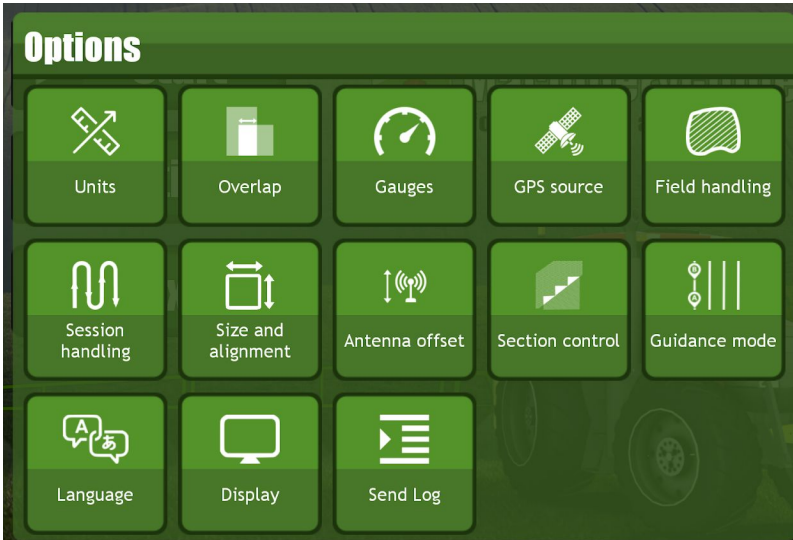 Options
Units
Overlap
Gauges
GPS source
Field handling
Session
handling
Size and
alignment
Antenna offset
Section control
B
A
Guidance mode
A
あ
Language
Display
Send Log